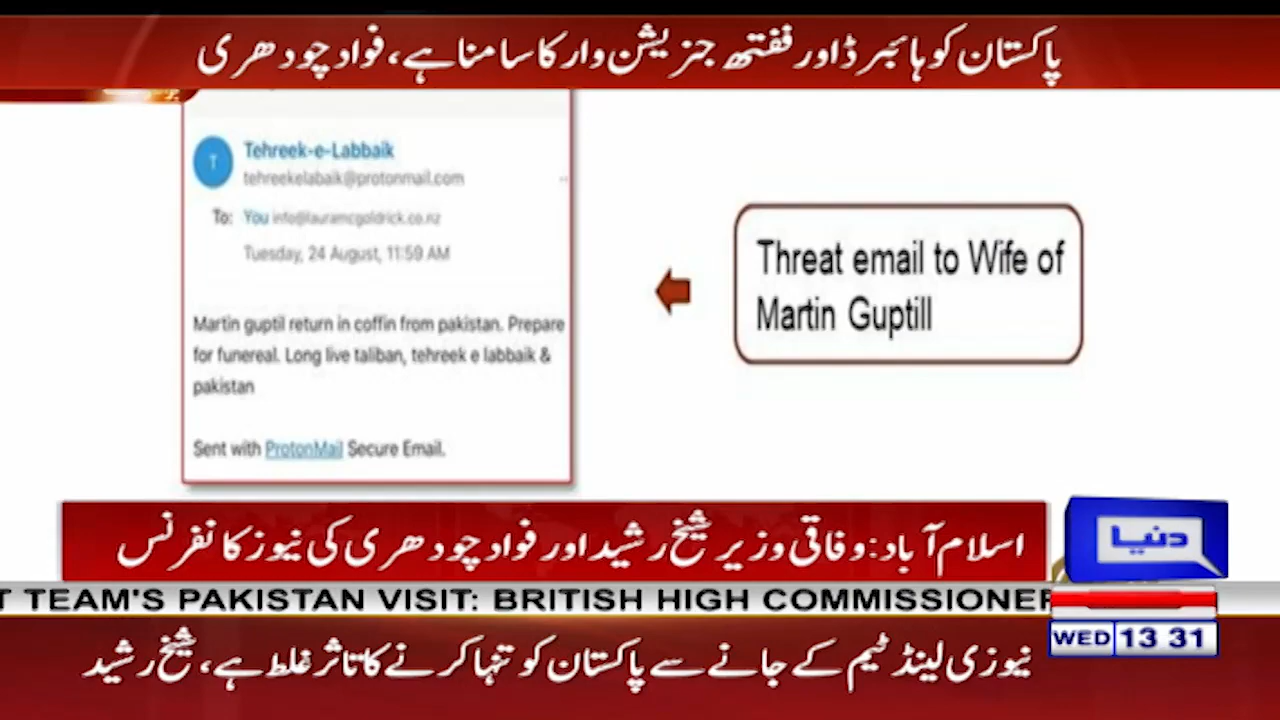 پاکستان کو ہائبرڈ اور ففتھ جنریشن وار کا سامنا ہے، فواد چودھری
T
Tehreek-e-Labbaik
tehreekelabaik@protonmail.com
To: You info@lauramcgoldrick.co.nz
Tuesday, 24 August, 11:59 AM
Martin guptil return in coffin from pakistan. Prepare
for funereal. Long live taliban, tehreek e labbaik &
pakistan
Sent with ProtonMail Secure Email.
Threat email to Wife of
Martin Guptill
اسلام آباد: وفاقی وزیر شیخ رشید اور فواد چودھری کی نیوز کانفرنس
دنیا
T TEAM'S PAKISTAN VISIT: BRITISH HIGH COMMISSIONER
WED 13 31
نیوزی لینڈ ٹیم کے جانے سے پاکستان کو تنہا کرنے کا تاثر غلط ہے، شیخ رشید